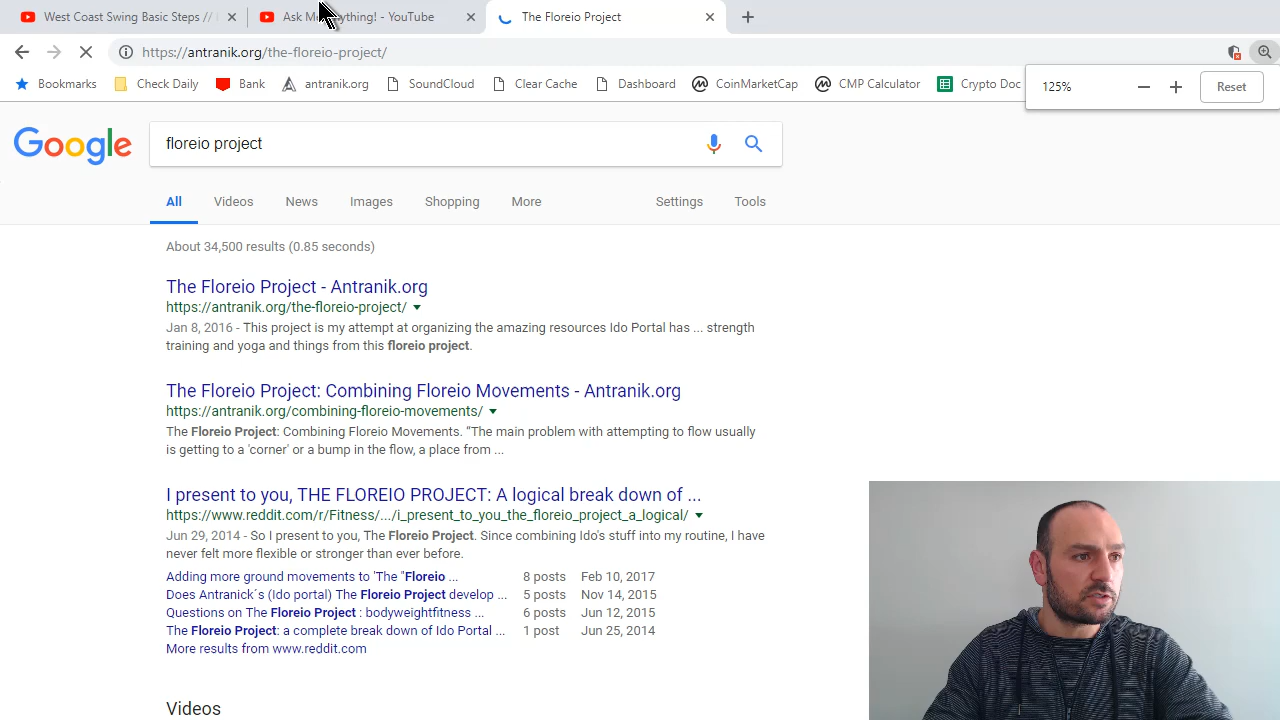 West Coast Swing Basic Steps //
Ask Me Anything! - YouTube
The Floreio Project
https://antranik.org/the-floreio-project/
Bookmarks
Check Daily
Bank
antranik.org
SoundCloud
Clear Cache
Dashboard
CoinMarketCap
CMP Calculator
Crypto Doc
125%
Reset
Google
floreio project
All
Videos
News
Images
Shopping
More
Settings
Tools
About 34,500 results (0.85 seconds)
The Floreio Project - Antranik.org
https://antranik.org/the-floreio-project/
Jan 8, 2016 - This project is my attempt at organizing the amazing resources Ido Portal has ... strength
training and yoga and things from this floreio project.
The Floreio Project: Combining Floreio Movements - Antranik.org
https://antranik.org/combining-floreio-movements/
The Floreio Project: Combining Floreio Movements. “The main problem with attempting to flow usually
is getting to a 'corner' or a bump in the flow, a place from ...
I present to you, THE FLOREIO PROJECT: A logical break down of ...
https://www.reddit.com/r/Fitness/.../i_present_to_you_the_floreio_project_a_logical/
Jun 29, 2014 - So I present to you, The Floreio Project. Since combining Ido's stuff into my routine, I have
never felt more flexible or stronger than ever before.
Adding more ground movements to 'The "Floreio ... 8 posts Feb 10, 2017
Does Antranick´s (Ido portal) The Floreio Project develop ... 5 posts Nov 14, 2015
Questions on The Floreio Project : bodyweightfitness ... 6 posts Jun 12, 2015
The Floreio Project: a complete break down of Ido Portal ... 1 post Jun 25, 2014
More results from www.reddit.com
Videos